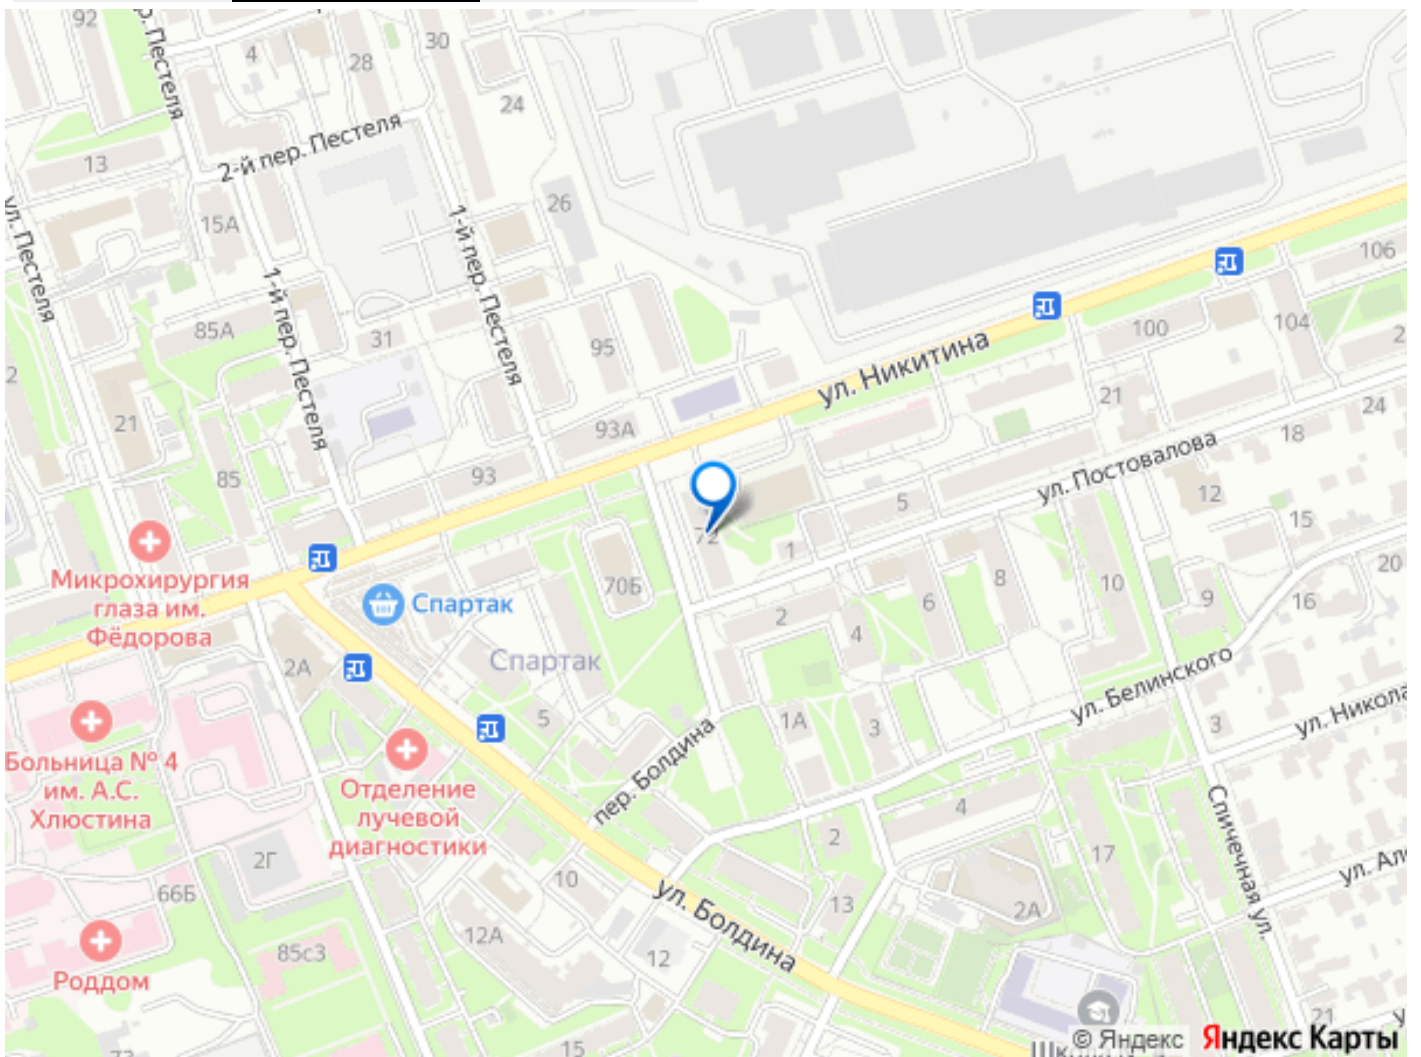 92
ул. Пестеля
4
28
30
24
2-й пер. Пестеля
13
15А
26
ул. Пестеля
1-й пер. Пестеля
1-й пер. Пестеля
106
85А
31
95
100
104
2
2
ул. Никитина
21
24
21
93А
18
85
93
ул. Постовалова
12
5
15
72
1
Микрохирургия
глаза им.
Фёдорова
Спартак
70Б
8
10
20
6
9
16
2
4
2А
Спартак
ул. Белинского
5
1А
3
3
ул. Никола
Больница № 4
им. А.С.
Хлюстина
Отделение
лучевой
диагностики
пер. Болдина
4
2
Спичечная ул.
2Г
17
66Б
10
ул. Болдина
13
2А
12А
12
85с3
Роддом
21
73
15
© Яндекс
Яндекс Карты